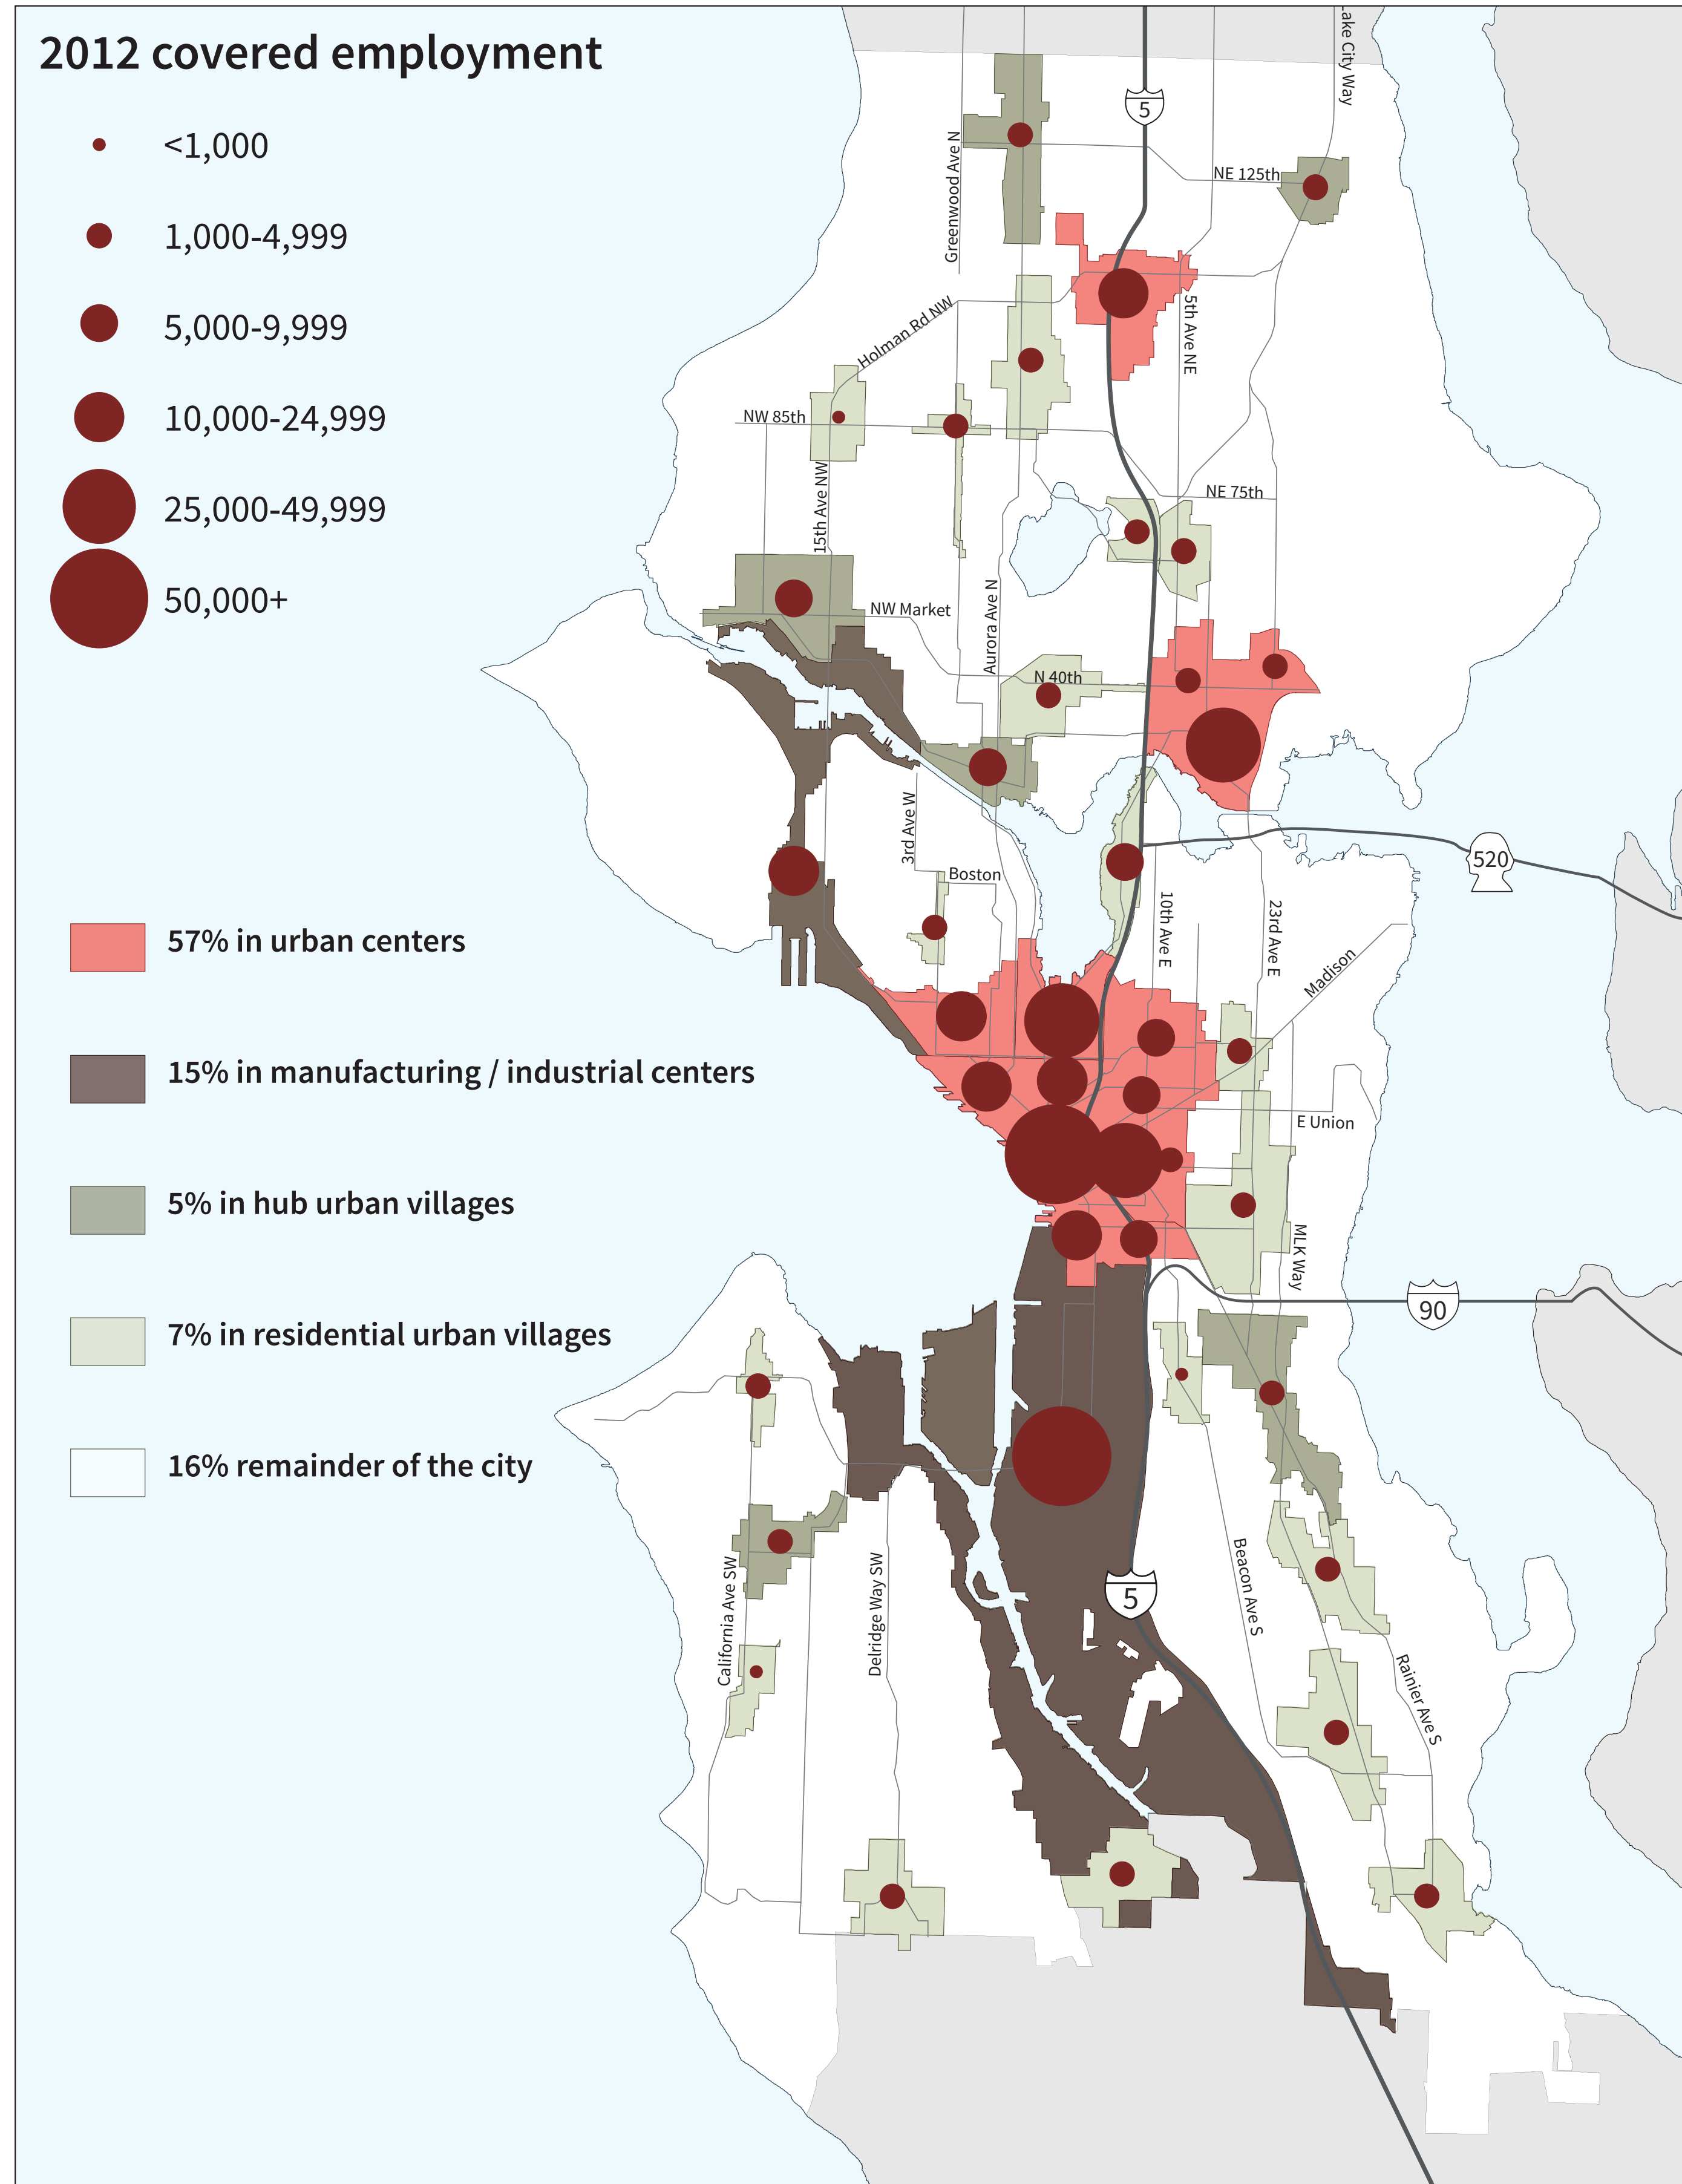 2012 covered employment
<1,000
1,000-4,999
5,000-9,999
10,000-24,999
25,000-49,999
50,000+
57% in urban centers
15% in manufacturing / industrial centers
5% in hub urban villages
7% in residential urban villages
16% remainder of the city
Lake City Way
5
Greenwood Ave N
NE 125th
Holman Rd NW
5th Ave NE
NW 85th
15th Ave NW
NE 75th
Aurora Ave N
NW Market
N 40th
3rd Ave W
520
Boston
10th Ave E
23rd Ave E
Madison
E Union
MLK Way
90
California Ave SW
Delridge Way SW
Beacon Ave S
5
Rainier Ave S